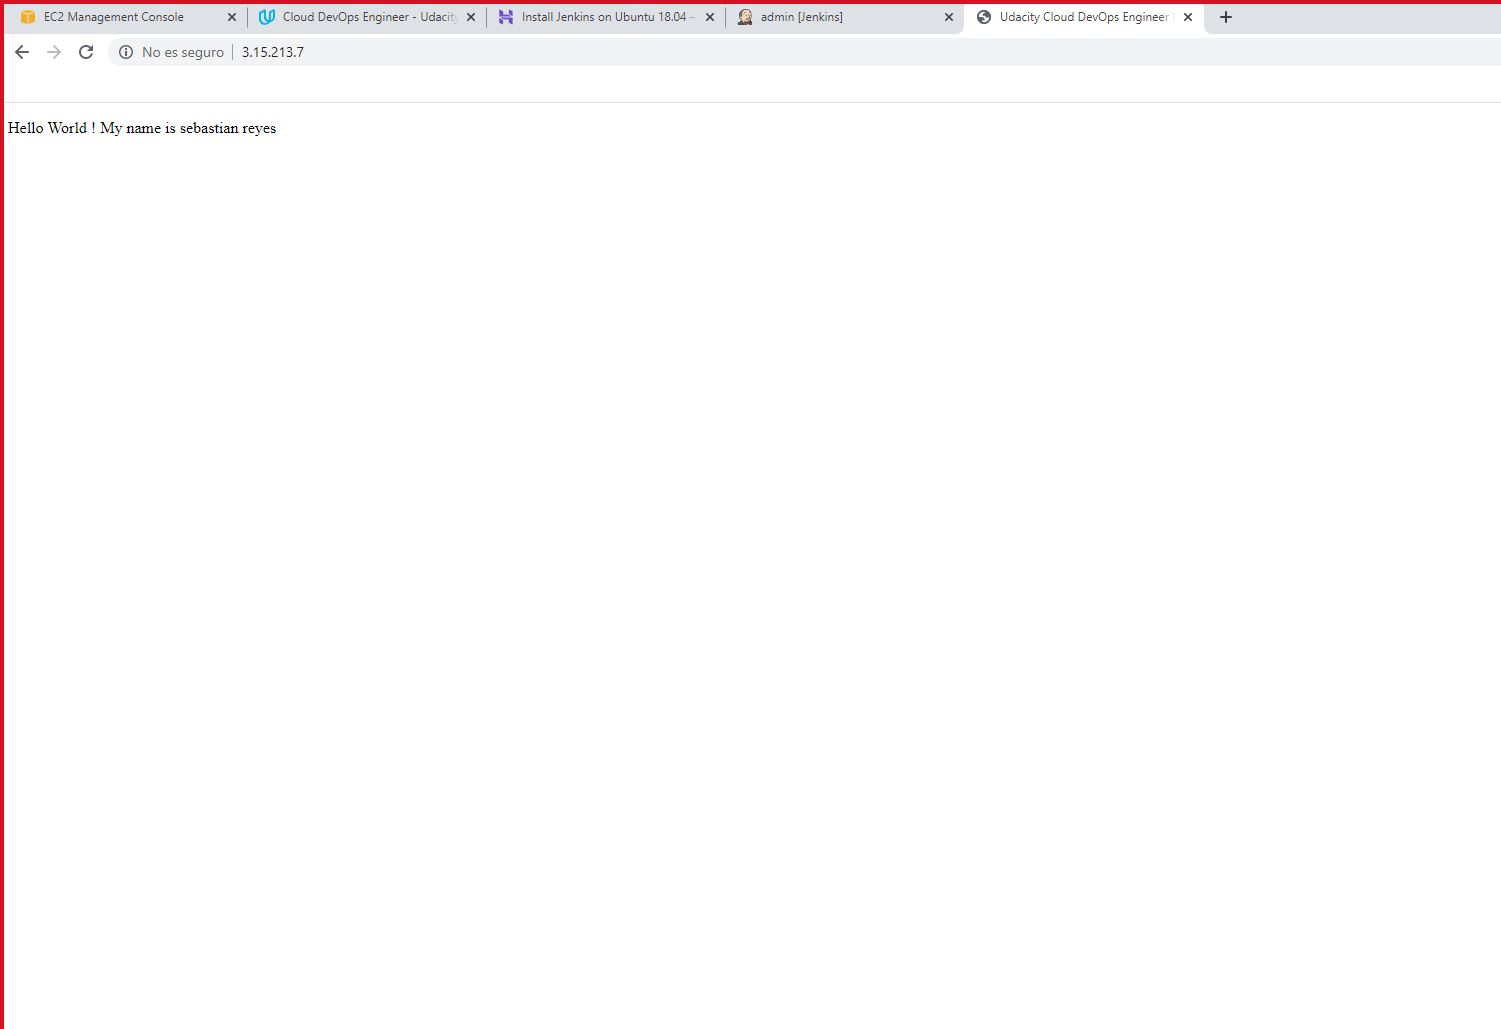 EC2 Management Console
Cloud DevOps Engineer - Udacity
Install Jenkins on Ubuntu 18.04 -
admin [Jenkins]
Udacity Cloud DevOps Engineer
No es seguro | 3.15.213.7
Hello World ! My name is sebastian reyes